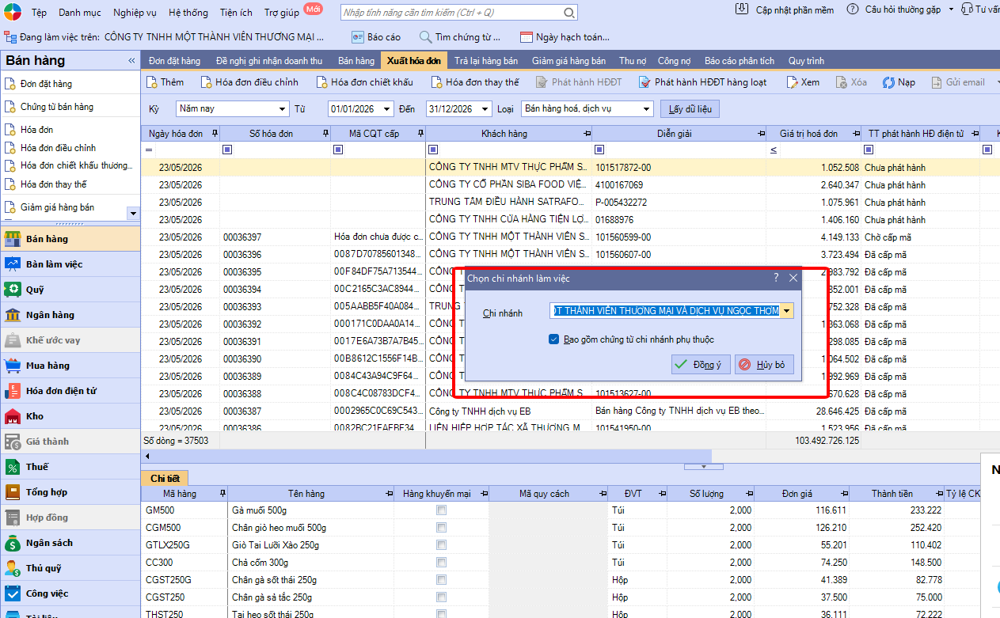 Tệp Danh mục Nghiệp vụ Hệ thống Tiện ích Trợ giúp Mới Nhập tính năng cần tìm kiếm (Ctrl + Q) Cập nhật phần mềm Câu hỏi thường gặp Tư vấn
Đang làm việc trên: CÔNG TY TNHH MỘT THÀNH VIÊN THƯƠNG MẠI ... Báo cáo Tìm chứng từ ... Ngày hạch toán...
Bán hàng « Đơn đặt hàng Đề nghị ghi nhận doanh thu Bán hàng Xuất hóa đơn Trả lại hàng bán Giảm giá hàng bán Thu nợ Công nợ Báo cáo phân tích Quy trình
Đơn đặt hàng
Chứng từ bán hàng
Hóa đơn
Hóa đơn điều chỉnh
Hóa đơn chiết khấu thương...
Hóa đơn thay thế
Giảm giá hàng bán
Bán hàng
Bàn làm việc
Quỹ
Ngân hàng
Khế ước vay
Mua hàng
Hóa đơn điện tử
Kho
Giá thành
Thuế
Tổng hợp
Hợp đồng
Ngân sách
Thủ quỹ
Công việc
Tài liệu
Thêm Hóa đơn điều chỉnh Hóa đơn chiết khấu Hóa đơn thay thế Phát hành HĐĐT Phát hành HĐĐT hàng loạt Xem Xóa Nạp Gửi email
Kỳ Năm nay Từ 01/01/2026 Đến 31/12/2026 Loại Bán hàng hoá, dịch vụ Lấy dữ liệu
Ngày hóa đơn Số hóa đơn Mã CQT cấp Khách hàng Diễn giải Giá trị hoá đơn TT phát hành HĐ điện tử
= ≤
23/05/2026 CÔNG TY TNHH MTV THỰC PHẨM S... 101517872-00 1.052.508 Chưa phát hành
23/05/2026 CÔNG TY CỔ PHẦN SIBA FOOD VIỆ... 4100167069 2.640.347 Chưa phát hành
23/05/2026 TRUNG TÂM ĐIỀU HÀNH SATRAFO... P-005432272 1.075.961 Chưa phát hành
23/05/2026 CÔNG TY TNHH CỬA HÀNG TIỆN LỢ... 01688976 1.406.160 Chưa phát hành
23/05/2026 00036397 Hóa đơn chưa được c... CÔNG TY TNHH MỘT THÀNH VIÊN S... 101560599-00 4.149.133 Chờ cấp mã
23/05/2026 00036396 0087D70785601348... CÔNG TY TNHH MỘT THÀNH VIÊN S... 101560607-00 3.723.494 Đã cấp mã
23/05/2026 00036395 00F84DF75A713544... CÔNG T 2.983.792 Đã cấp mã
23/05/2026 00036394 00C2165C3AC8944... CÔNG T 852.001 Đã cấp mã
23/05/2026 00036393 005AABB5F40A084... TRUNG 752.328 Đã cấp mã
23/05/2026 00036392 000171C0DAA0A14... CÔNG T 363.068 Đã cấp mã
23/05/2026 00036391 0017E6A73B7A7B45... CÔNG T 298.085 Đã cấp mã
23/05/2026 00036390 00B8612C1556F14B... CÔNG T 064.502 Đã cấp mã
23/05/2026 00036389 0084C43A94C9F64... CÔNG T 992.969 Đã cấp mã
23/05/2026 00036388 008C4C08783DCF4... CÔNG TY TNHH MTV THỰC PHẨM S... 101513627-00 670.628 Đã cấp mã
23/05/2026 00036387 0002965C0C69C543... Công ty TNHH dịch vụ EB Bán hàng Công ty TNHH dịch vụ EB theo... 28.646.425 Đã cấp mã
23/05/2026 00036386 0082BC21EAFBF34... LIÊN HIỆP HỢP TÁC XÃ THƯƠNG M... 101541950-00 1.523.956 Đã cấp mã
Số dòng = 37503 103.492.726.125
Chọn chi nhánh làm việc ?
Chi nhánh ỘT THÀNH VIÊN THƯƠNG MẠI VÀ DỊCH VỤ NGỌC THƠM
Bao gồm chứng từ chi nhánh phụ thuộc
Đồng ý Hủy bỏ
Chi tiết
Mã hàng Tên hàng Hàng khuyến mại Mã quy cách ĐVT Số lượng Đơn giá Thành tiền Tỷ lệ CK
GM500 Gà muối 500g Túi 2,000 116.611 233.222
CGM500 Chân giò heo muối 500g Túi 2,000 126.210 252.420
GTLX250G Giò Tai Lưỡi Xào 250g Túi 2,000 55.201 110.402
CC300 Chả cốm 300g Túi 2,000 74.250 148.500
CGST250G Chân gà sốt thái 250g Hộp 2,000 41.389 82.778
CGST250 Chân gà sả tắc 250g Hộp 2,000 37.500 75.000
THST250 Tai heo sốt thái 250g Hộp 2,000 36.111 72.222